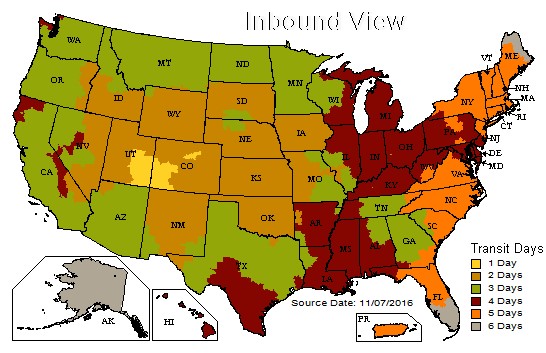 Inbound View
WA
MT
ND
MN
VT
ME
OR
ID
WY
SD
WI
MI
NY
NH
MA
RI
CT
NV
UT
CO
NE
IA
IL
IN
OH
PA
NJ
DE
MD
CA
KS
MO
KY
WV
VA
AZ
NM
OK
AR
TN
NC
SC
TX
LA
MS
AL
GA
FL
AK
HI
PR
Source Date: 11/07/2016
Transit Days
1 Day
2 Days
3 Days
4 Days
5 Days
6 Days